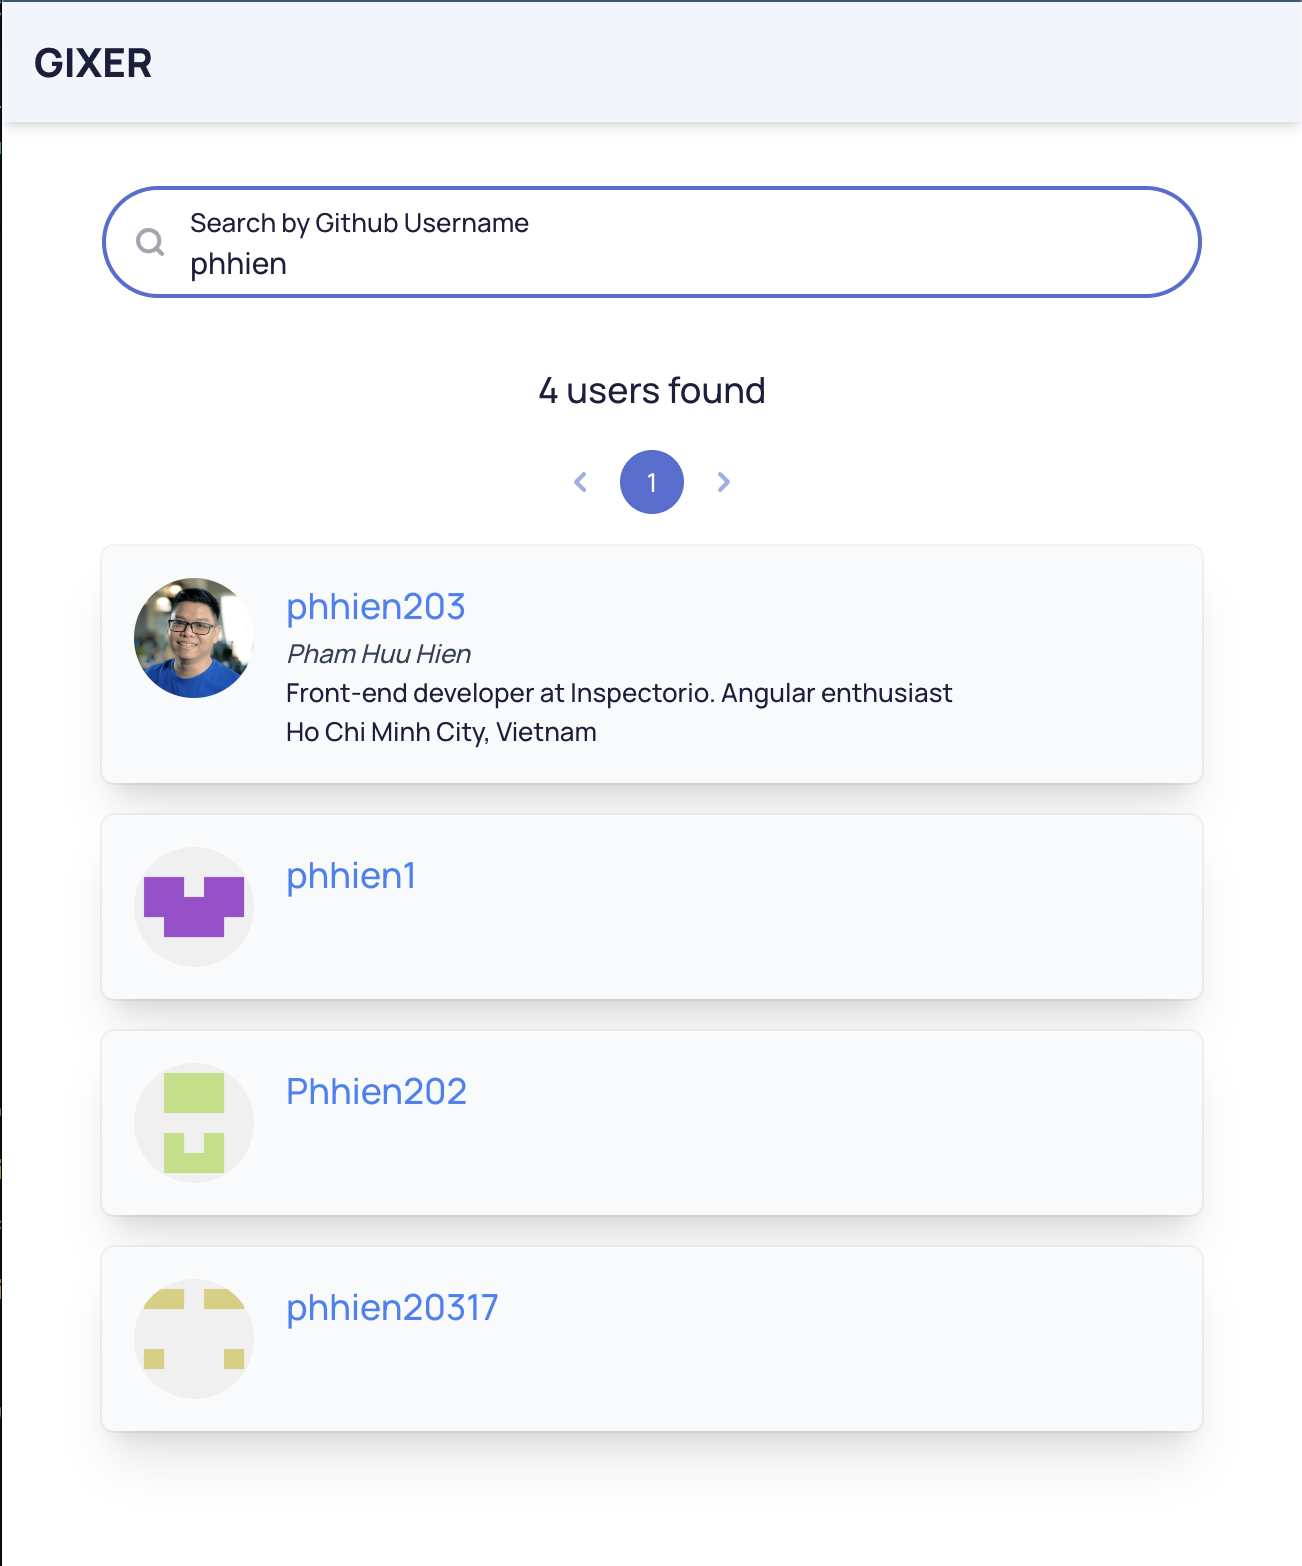 GIXER
Search by Github Username
phhien
4 users found
1
phhien203
Pham Huu Hien
Front-end developer at Inspectorio. Angular enthusiast
Ho Chi Minh City, Vietnam
phhien1
Phhien202
phhien20317